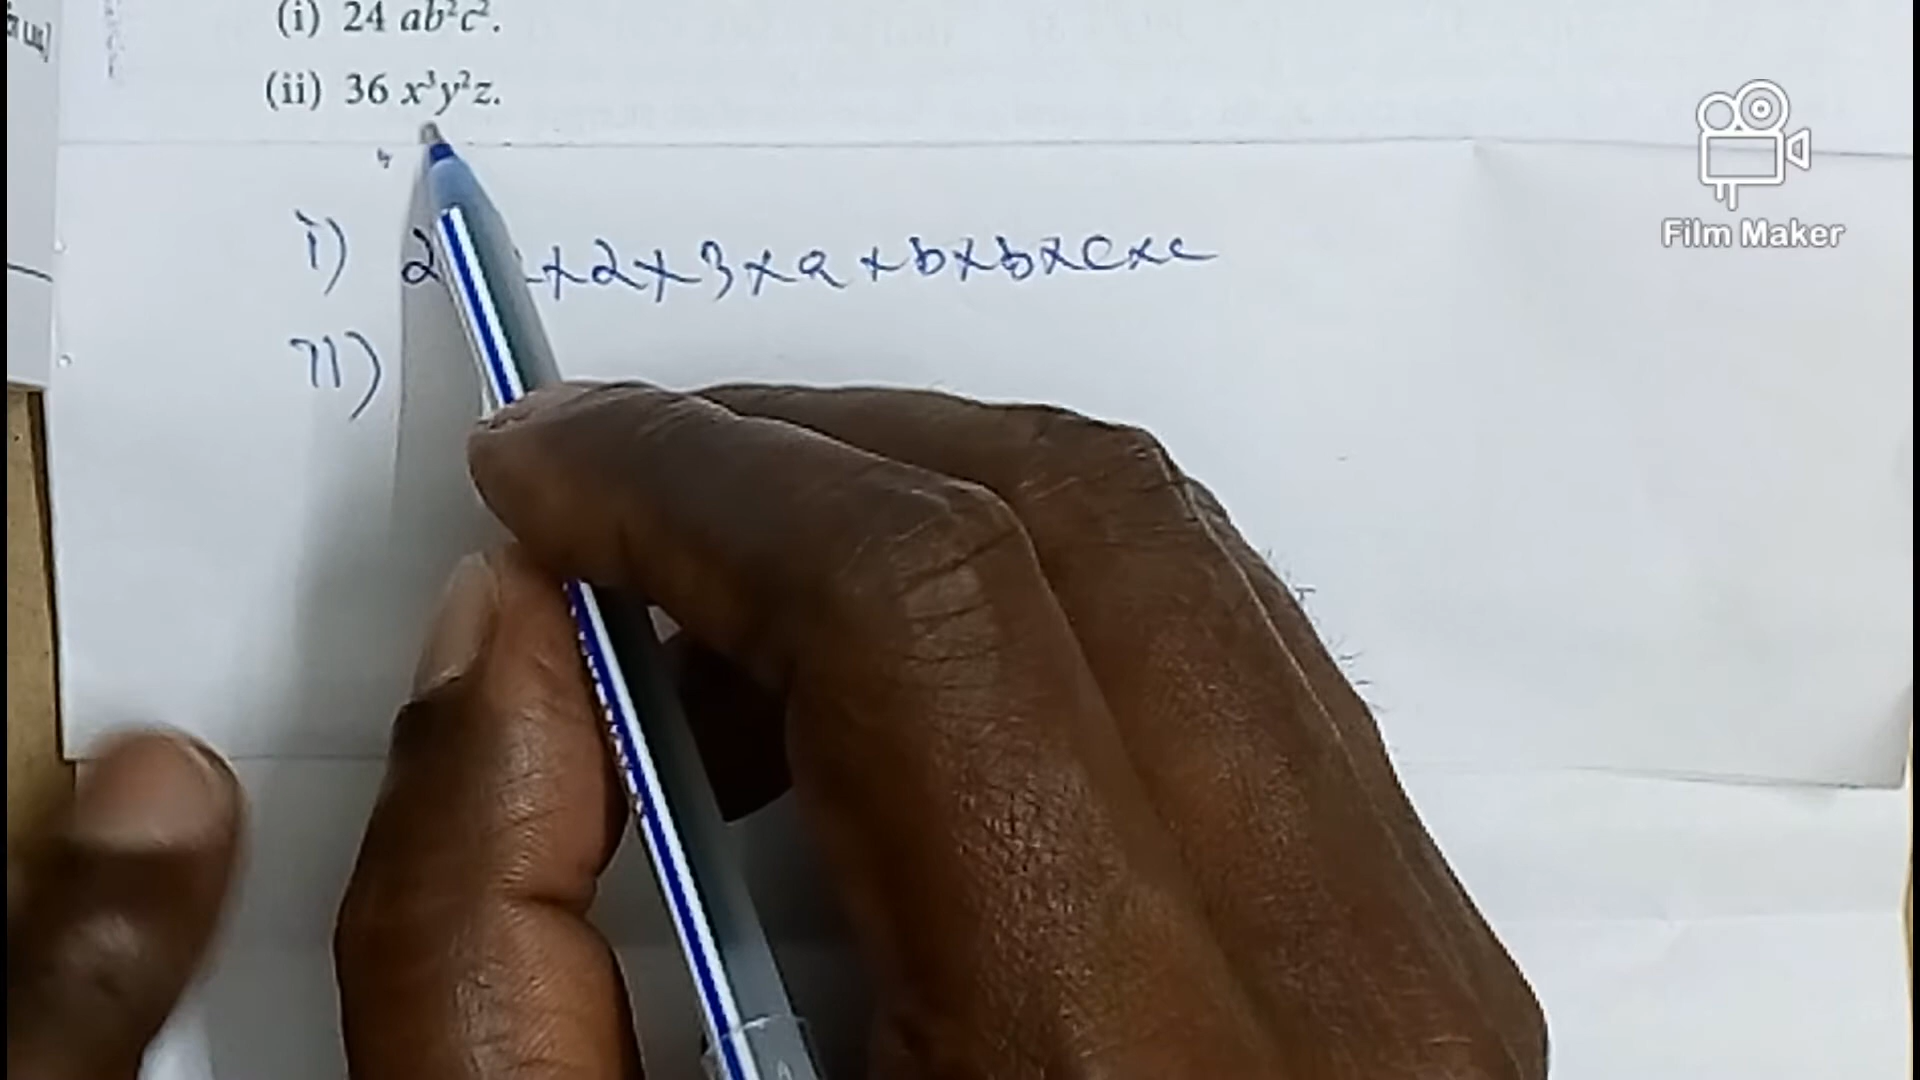 (i) 24 ab²c².
(ii) 36 x³y²z.
Film Maker
i) 2 ×2×3×a×b×b×c×c
ii)